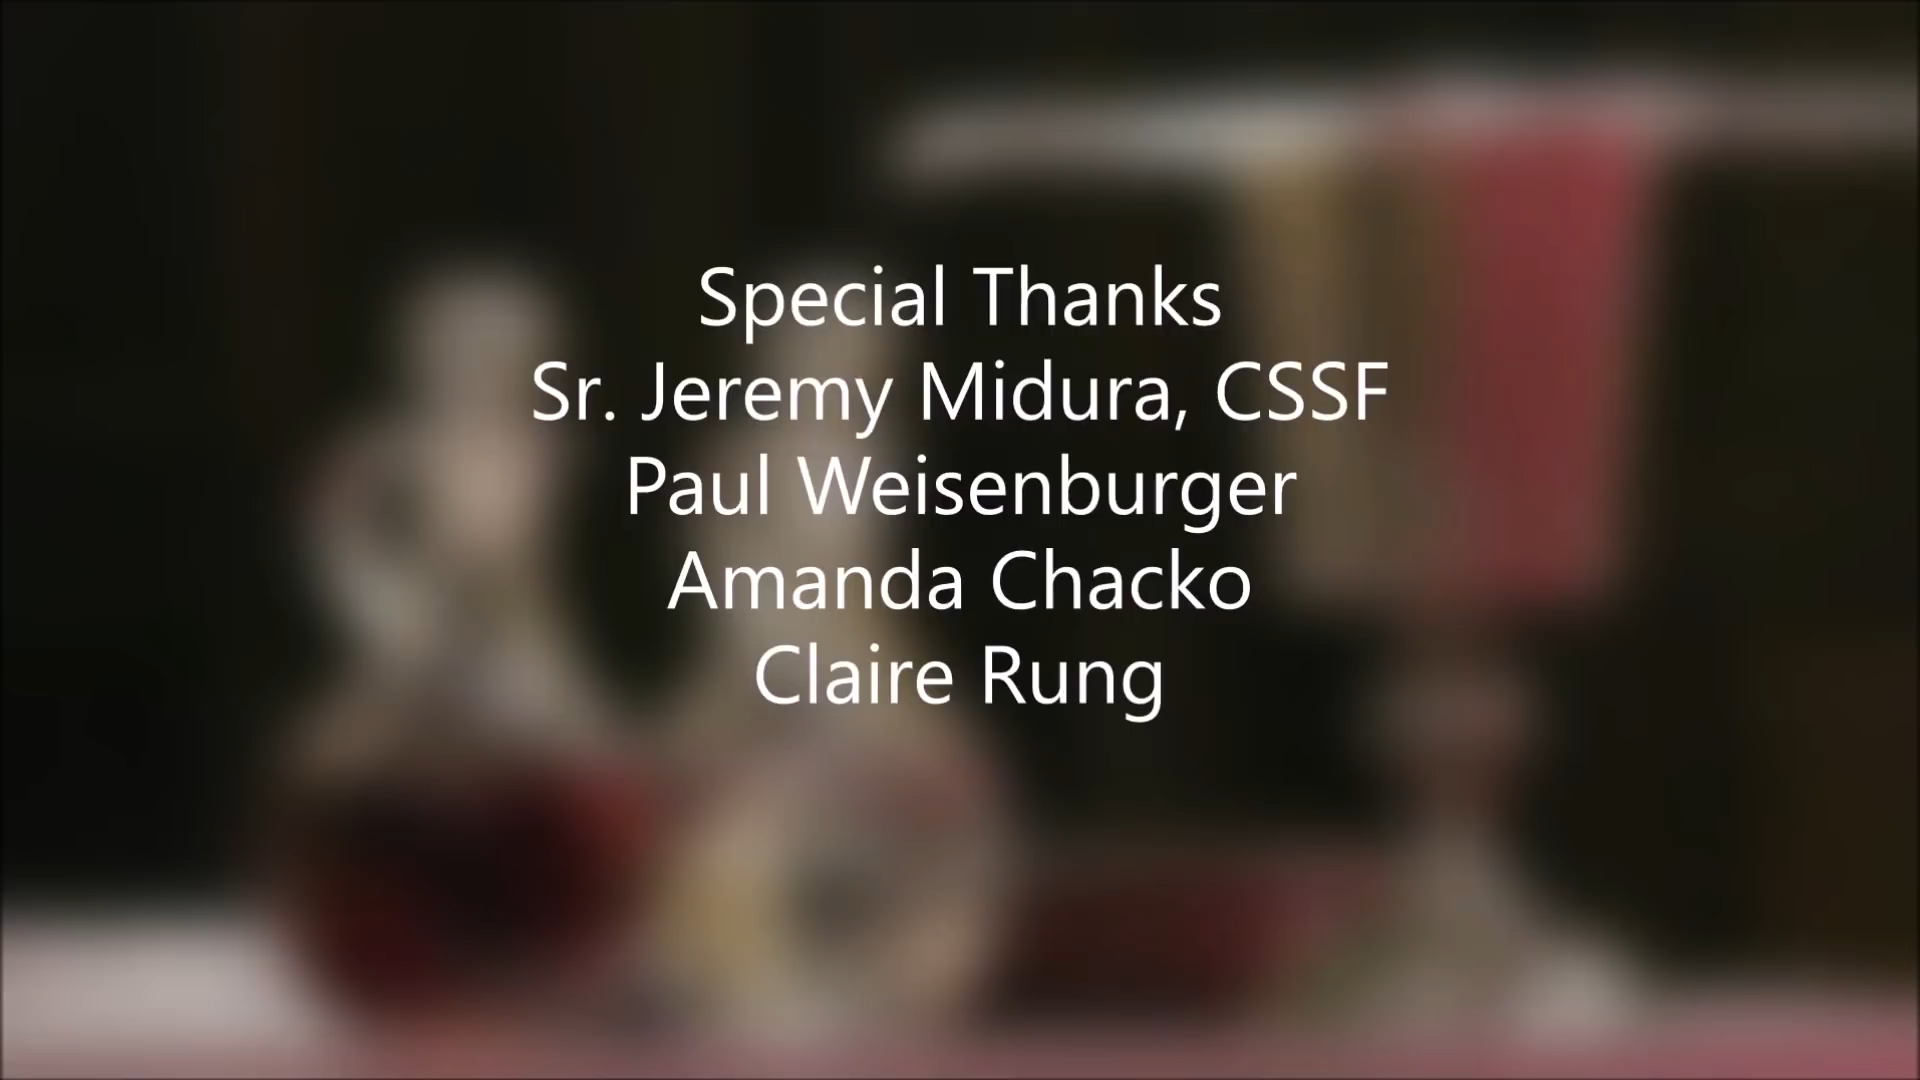 Special Thanks
Sr. Jeremy Midura, CSSF
Paul Weisenburger
Amanda Chacko
Claire Rung